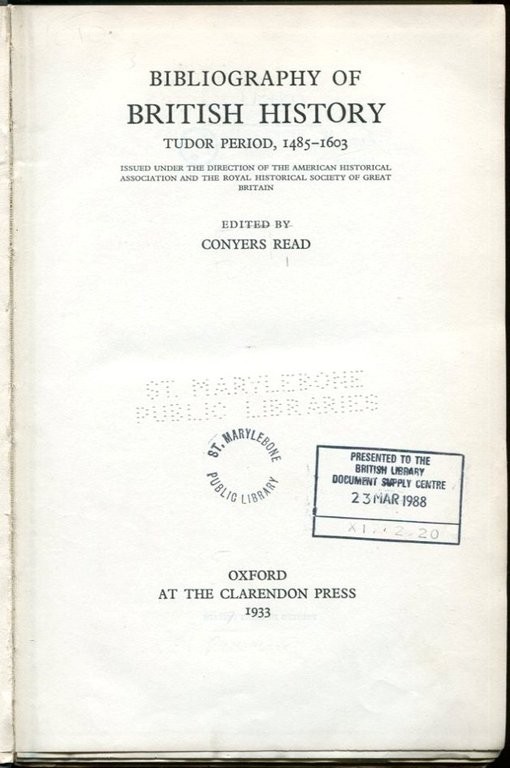 BIBLIOGRAPHY OF
BRITISH HISTORY
TUDOR PERIOD, 1485–1603
ISSUED UNDER THE DIRECTION OF THE AMERICAN HISTORICAL
ASSOCIATION AND THE ROYAL HISTORICAL SOCIETY OF GREAT
BRITAIN
EDITED BY
CONYERS READ
ST. MARYLEBONE
PUBLIC LIBRARIES
ST. MARYLEBONE
PUBLIC LIBRARY
PRESENTED TO THE
BRITISH LIBRARY
DOCUMENT SUPPLY CENTRE
23 MAR 1988
OXFORD
AT THE CLARENDON PRESS
1933